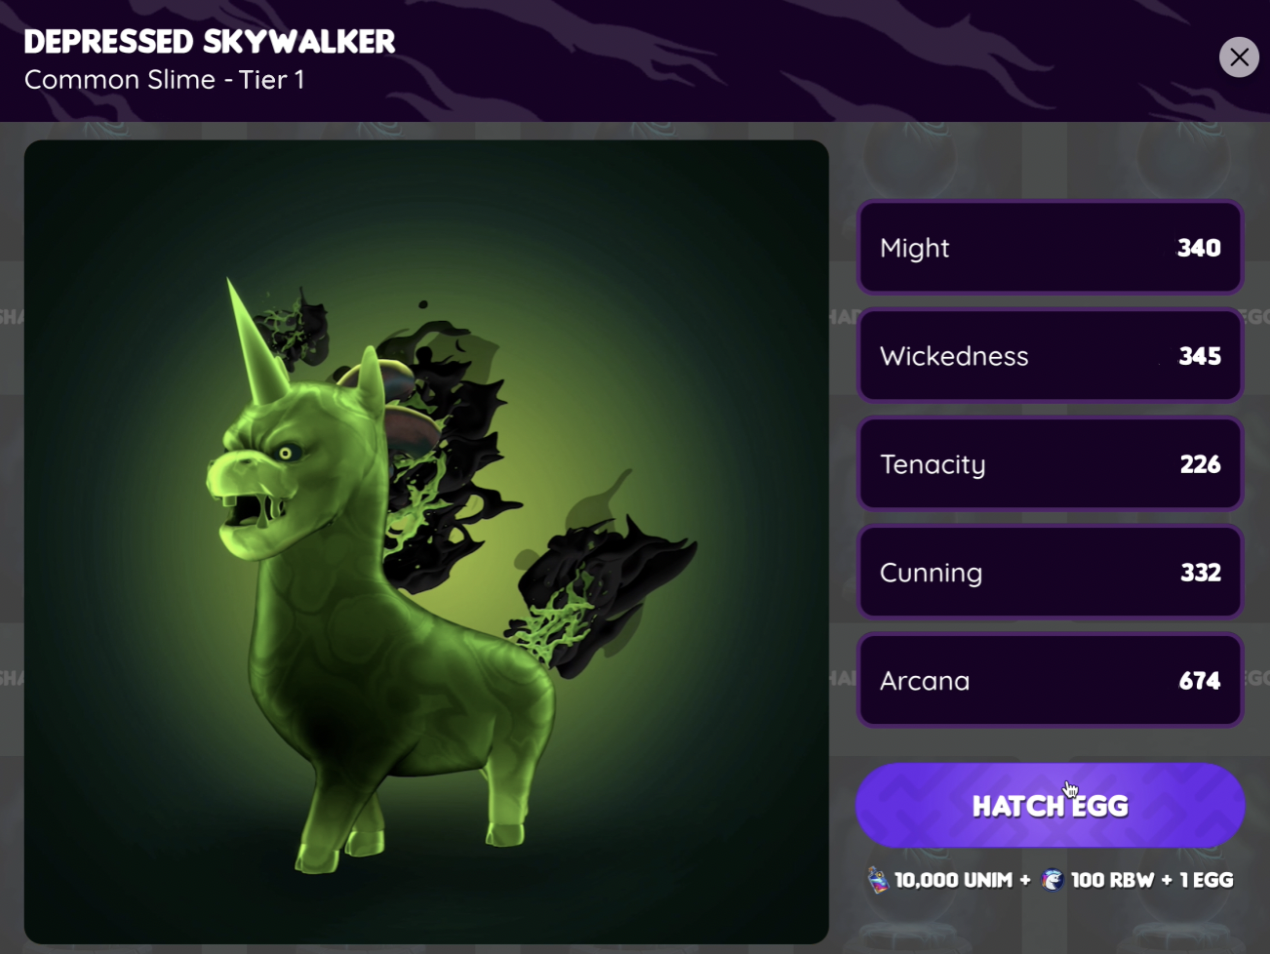 DEPRESSED SKYWALKER
Common Slime - Tier 1
Might 340
Wickedness 345
Tenacity 226
Cunning 332
Arcana 674
HATCH EGG
10,000 UNIM + 100 RBW + 1 EGG